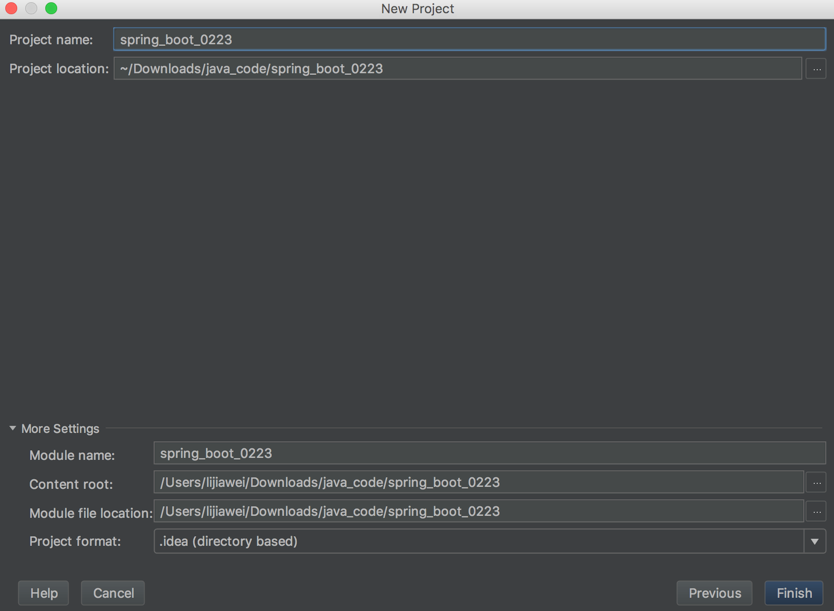 New Project
Project name: spring_boot_0223
Project location: ~/Downloads/java_code/spring_boot_0223 ...
More Settings
Module name: spring_boot_0223
Content root: /Users/lijiawei/Downloads/java_code/spring_boot_0223 ...
Module file location: /Users/lijiawei/Downloads/java_code/spring_boot_0223 ...
Project format: .idea (directory based)
Help Cancel Previous Finish